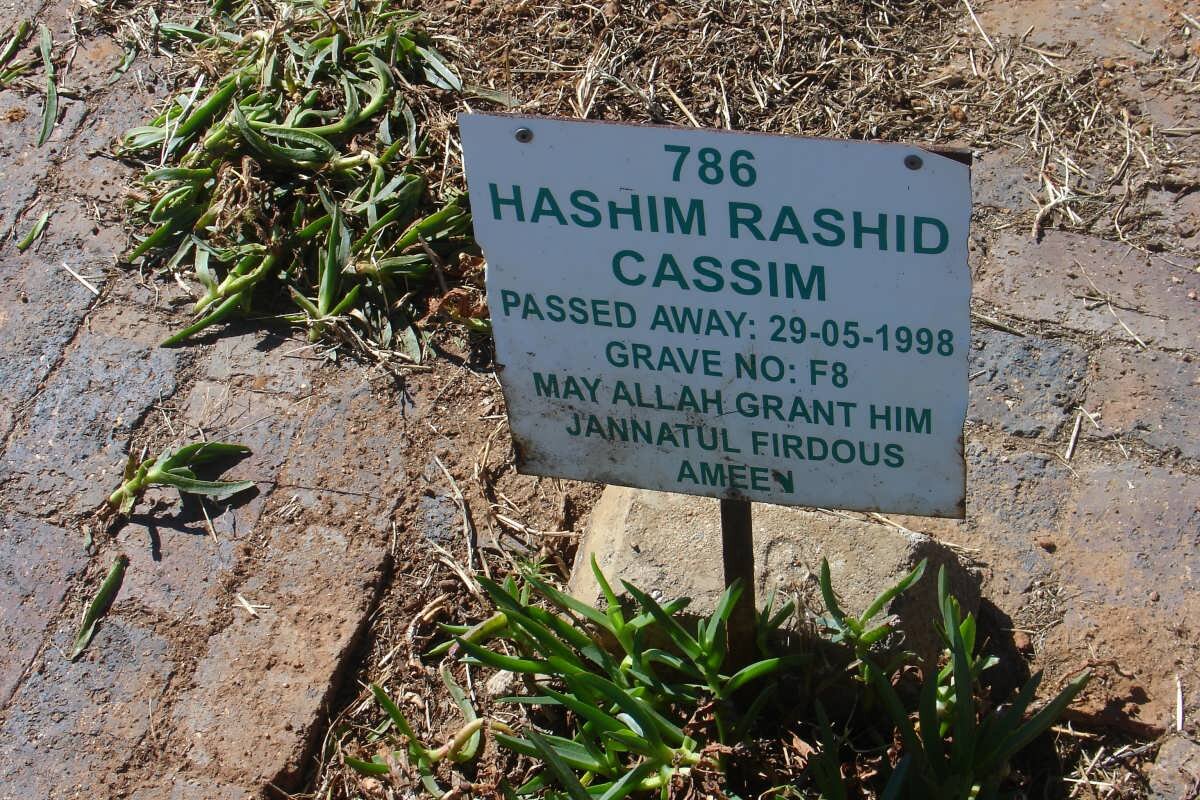 786
HASHIM RASHID
CASSIM
PASSED AWAY: 29-05-1998
GRAVE NO: F8
MAY ALLAH GRANT HIM
JANNATUL FIRDOUS
AMEEN